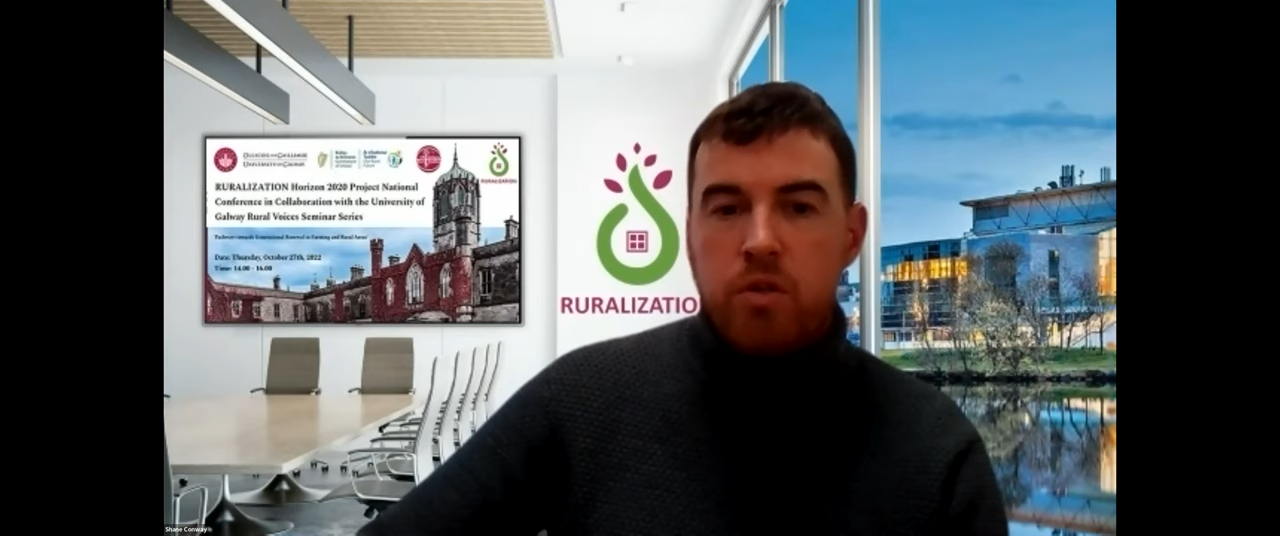 OLLSCOIL NA GAILLIMHE
UNIVERSITY OF GALWAY
RURALIZATION
RURALIZATION Horizon 2020 Project National
Conference in Collaboration with the University of
Galway Rural Voices Seminar Series
Date: Thursday, October 27th, 2022
Time: 14.00 - 16.00
RURALIZATIO
Shane Conway